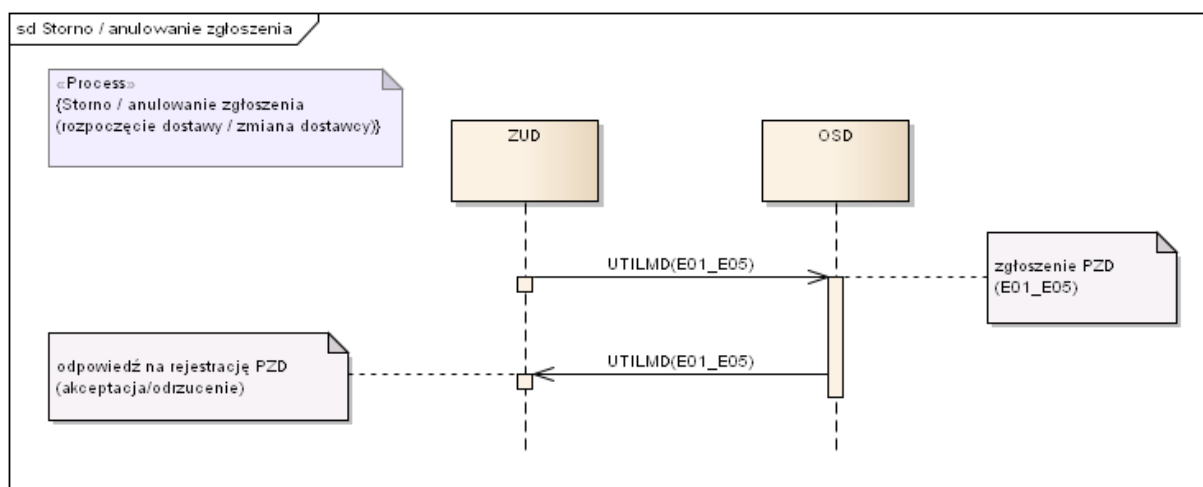 sd Storno / anulowanie zgłoszenia
«Process»
{Storno / anulowanie zgłoszenia
(rozpoczęcie dostawy / zmiana dostawcy)}
ZUD
OSD
UTILMD(E01_E05)
zgłoszenie PZD
(E01_E05)
odpowiedź na rejestrację PZD
(akceptacja/odrzucenie)
UTILMD(E01_E05)